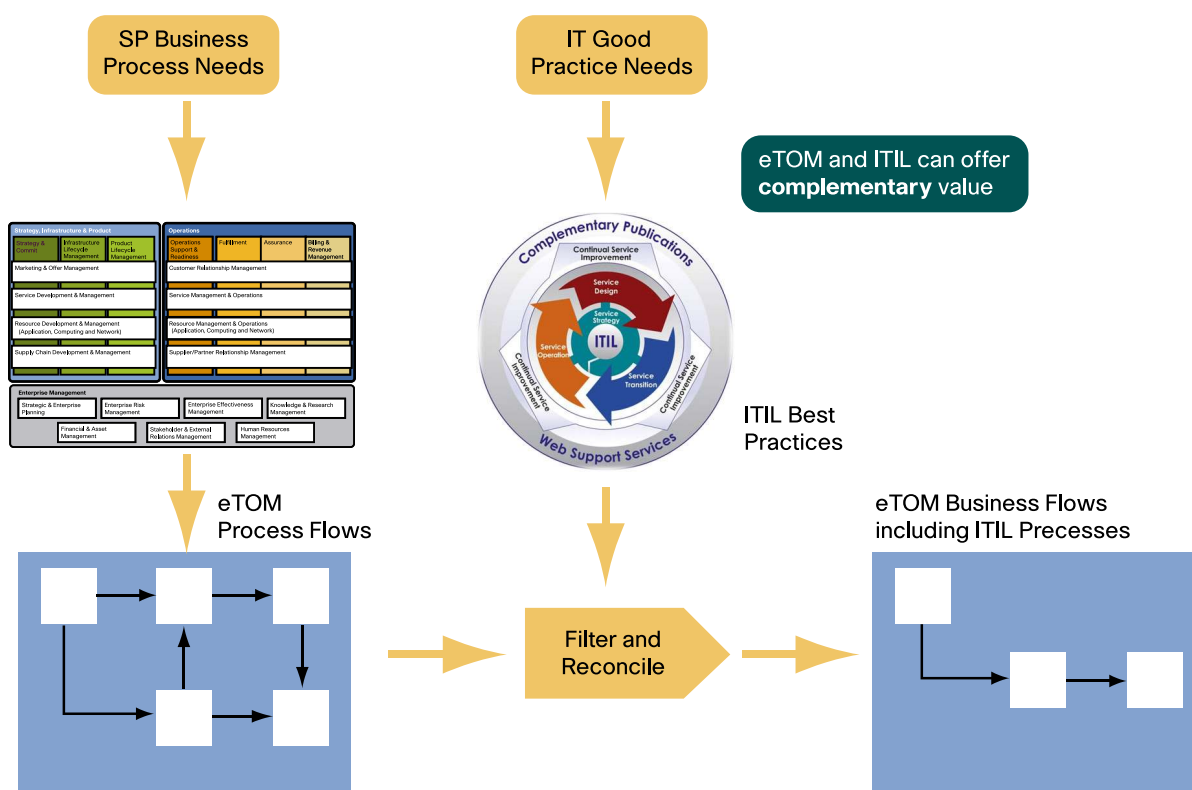 SP Business
Process Needs
IT Good
Practice Needs
eTOM and ITIL can offer
complementary value
Strategy, Infrastructure & Product
Strategy &
Commit
Infrastructure
Lifecycle
Management
Product
Lifecycle
Management
Marketing & Offer Management
Service Development & Management
Resource Development & Management
(Application, Computing and Network)
Supply Chain Development & Management
Operations
Operations
Support &
Readiness
Fulfillment
Assurance
Billing &
Revenue
Management
Customer Relationship Management
Service Management & Operations
Resource Management & Operations
(Application, Computing and Network)
Supplier/Partner Relationship Management
Enterprise Management
Strategic & Enterprise
Planning
Enterprise Risk
Management
Enterprise Effectiveness
Management
Knowledge & Research
Management
Financial & Asset
Management
Stakeholder & External
Relations Management
Human Resources
Management
Complementary Publications
Continual Service
Improvement
Service
Design
Service
Strategy
ITIL
Service
Operation
Service
Transition
Continual Service
Improvement
Continual Service
Improvement
Web Support Services
ITIL Best
Practices
eTOM
Process Flows
Filter and
Reconcile
eTOM Business Flows
including ITIL Precesses